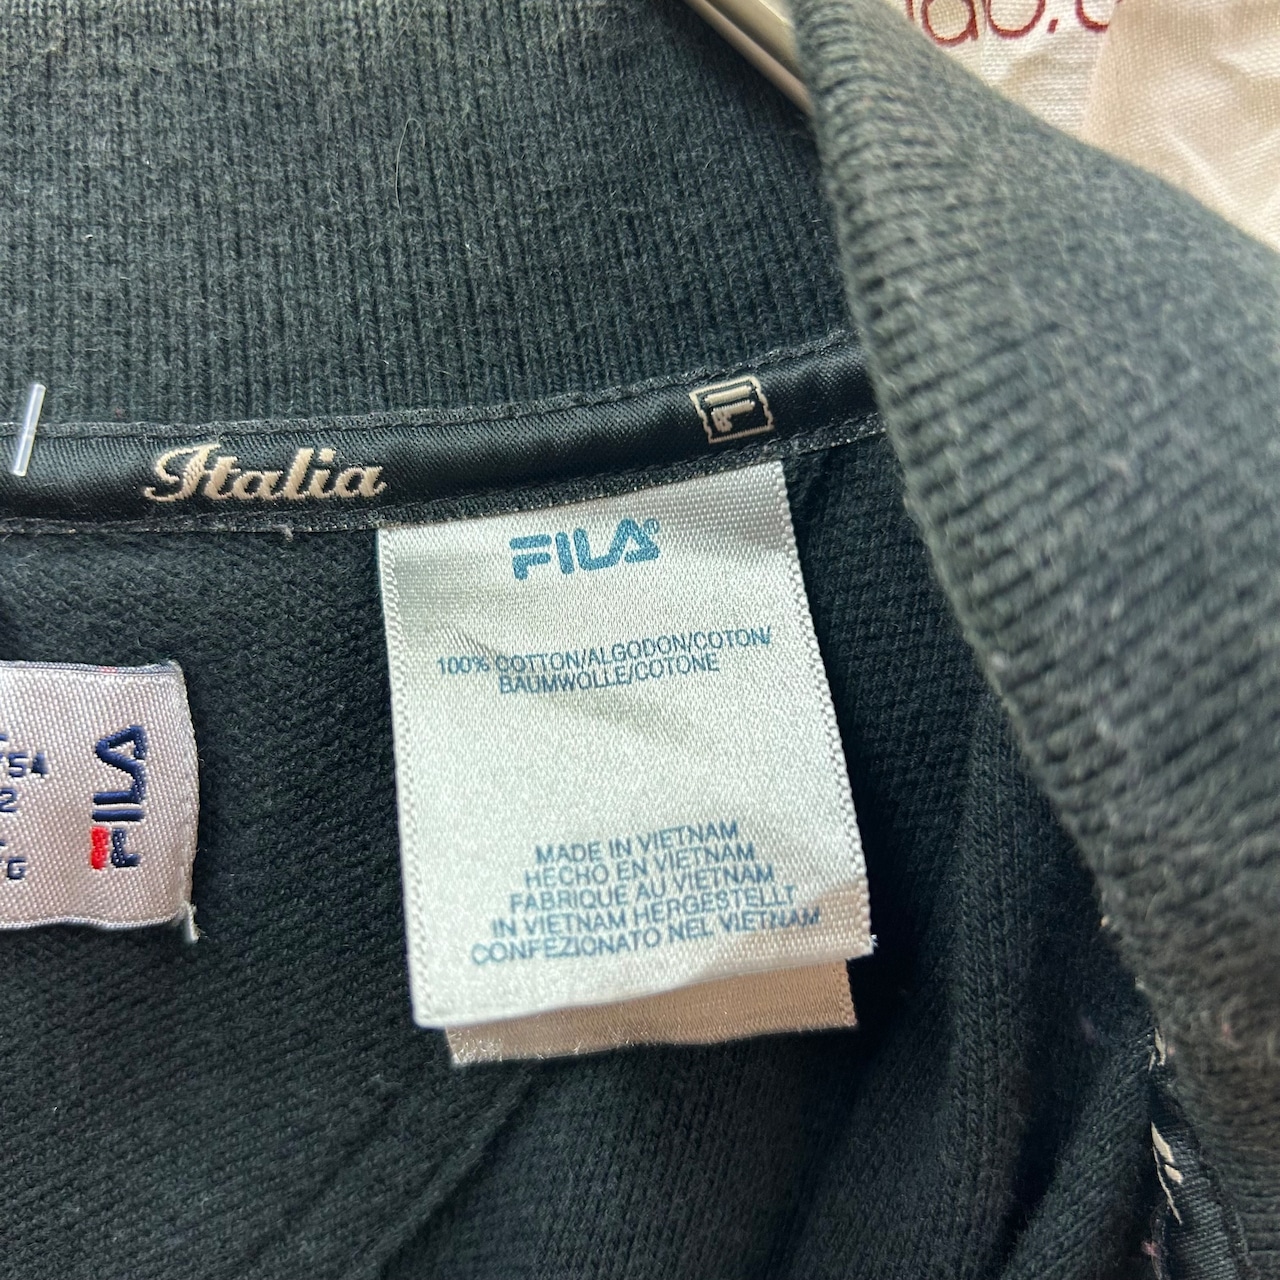 Italia
FILA®
100% COTTON/ALGODON/COTON/
BAUMWOLLE/COTONE
MADE IN VIETNAM
HECHO EN VIETNAM
FABRIQUE AU VIETNAM
IN VIETNAM HERGESTELLT
CONFEZIONATO NEL VIETNAM
FILA